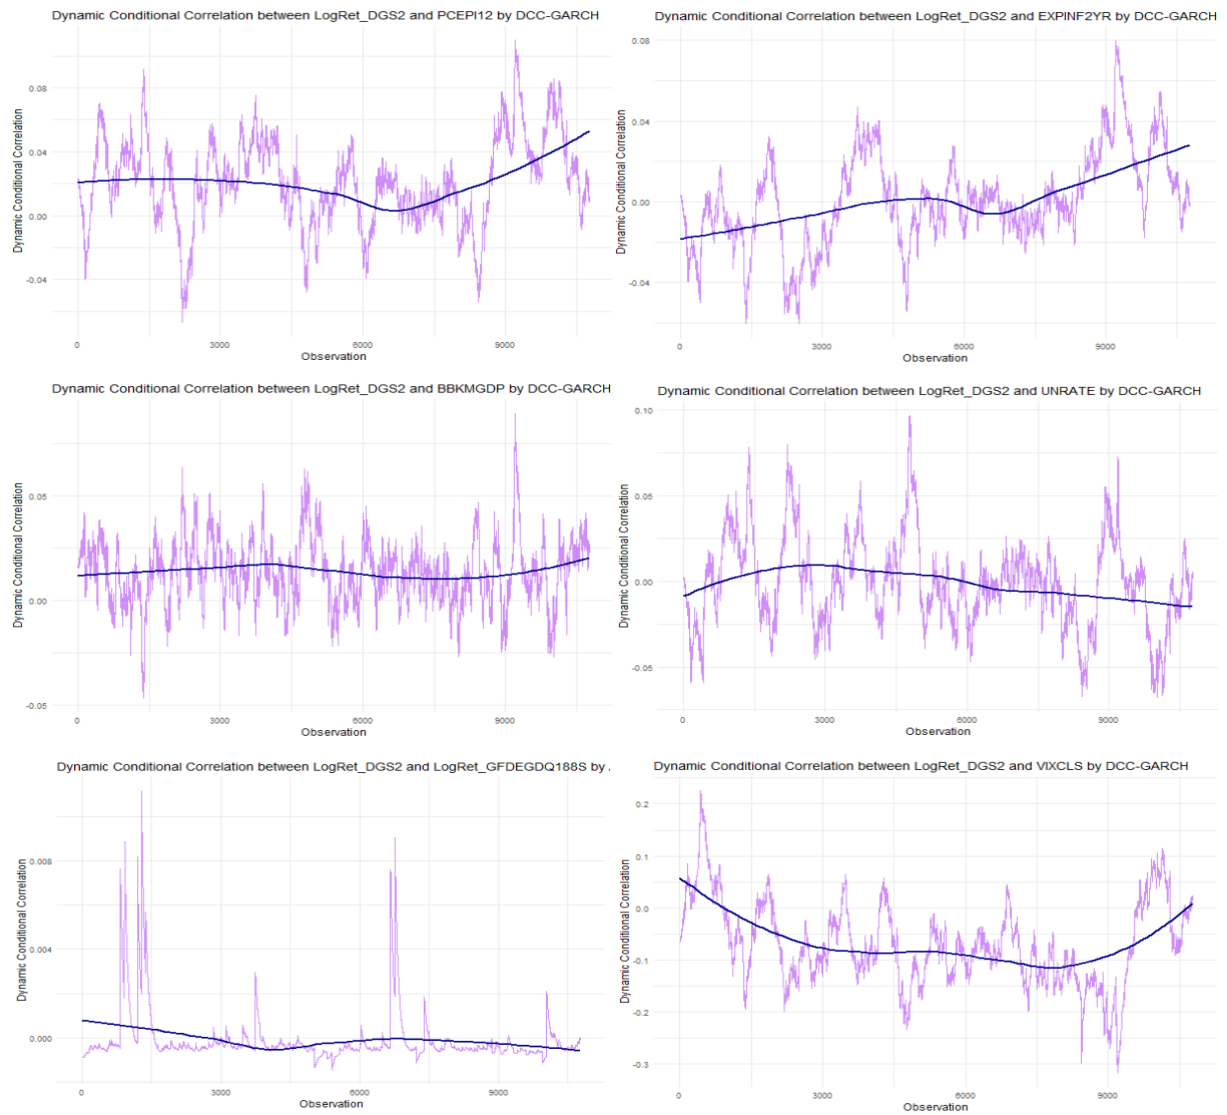 Dynamic Conditional Correlation between LogRet_DGS2 and PCEPI12 by DCC-GARCH
Dynamic Conditional Correlation
0.08
0.04
0.00
-0.04
0
3000
6000
9000
Observation
Dynamic Conditional Correlation between LogRet_DGS2 and EXPINF2YR by DCC-GARCH
Dynamic Conditional Correlation
0.08
0.04
0.00
-0.04
0
3000
6000
9000
Observation
Dynamic Conditional Correlation between LogRet_DGS2 and BBKMGDP by DCC-GARCH
Dynamic Conditional Correlation
0.05
0.00
-0.05
0
3000
6000
9000
Observation
Dynamic Conditional Correlation between LogRet_DGS2 and UNRATE by DCC-GARCH
Dynamic Conditional Correlation
0.10
0.05
0.00
-0.05
0
3000
6000
9000
Observation
Dynamic Conditional Correlation between LogRet_DGS2 and LogRet_GFDEGDQ188S by .
Dynamic Conditional Correlation
0.008
0.004
0.000
0
3000
6000
9000
Observation
Dynamic Conditional Correlation between LogRet_DGS2 and VIXCLS by DCC-GARCH
Dynamic Conditional Correlation
0.2
0.1
0.0
-0.1
-0.2
-0.3
0
3000
6000
9000
Observation